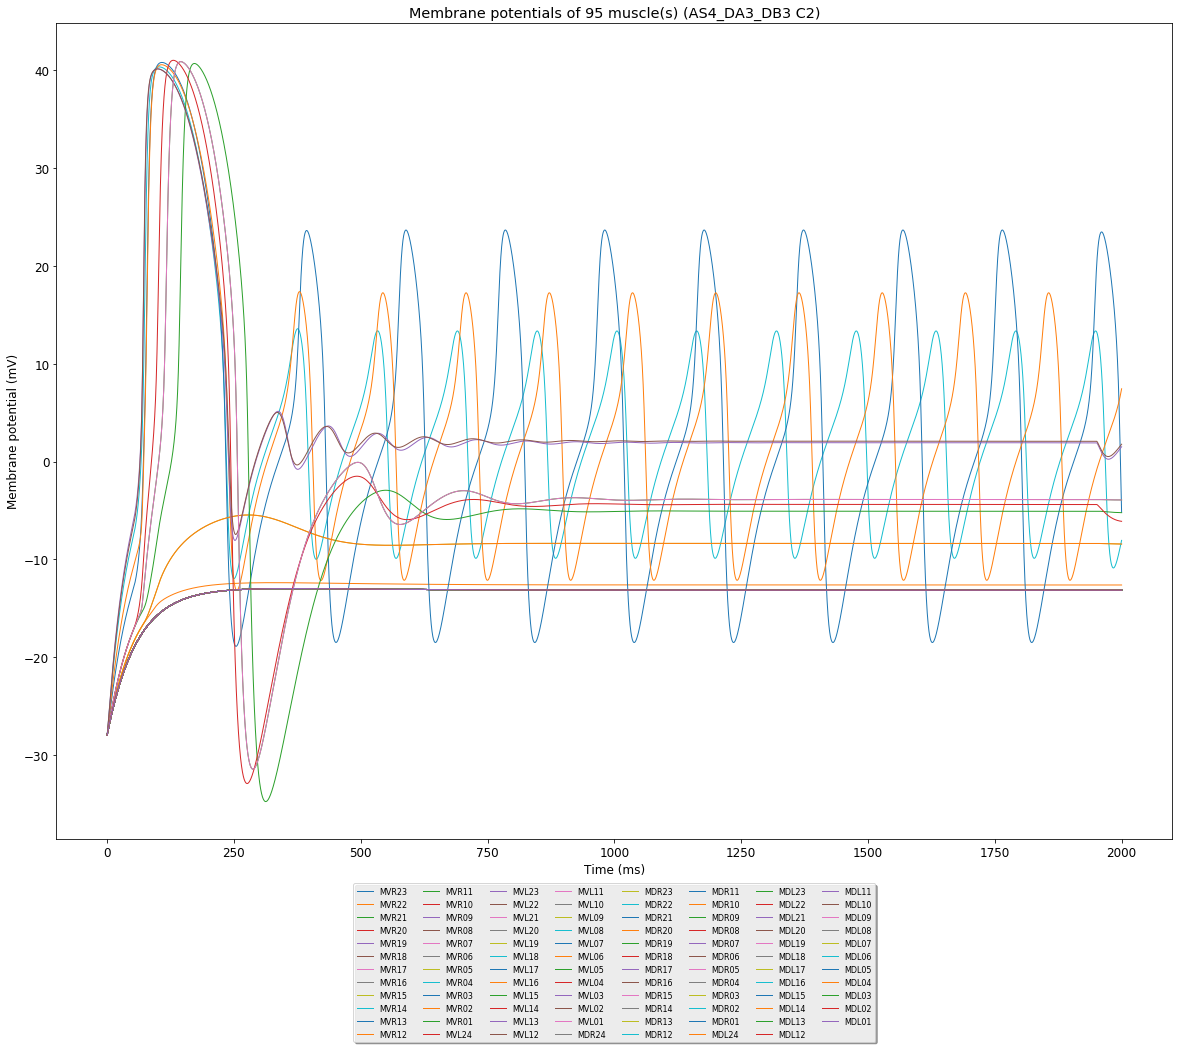 Membrane potentials of 95 muscle(s) (AS4_DA3_DB3 C2)
Membrane potential (mV)
40
30
20
10
0
−10
−20
−30
0 250 500 750 1000 1250 1500 1750 2000
Time (ms)
MVR23 MVR11 MVL23 MVL11 MDR23 MDR11 MDL23 MDL11
MVR22 MVR10 MVL22 MVL10 MDR22 MDR10 MDL22 MDL10
MVR21 MVR09 MVL21 MVL09 MDR21 MDR09 MDL21 MDL09
MVR20 MVR08 MVL20 MVL08 MDR20 MDR08 MDL20 MDL08
MVR19 MVR07 MVL19 MVL07 MDR19 MDR07 MDL19 MDL07
MVR18 MVR06 MVL18 MVL06 MDR18 MDR06 MDL18 MDL06
MVR17 MVR05 MVL17 MVL05 MDR17 MDR05 MDL17 MDL05
MVR16 MVR04 MVL16 MVL04 MDR16 MDR04 MDL16 MDL04
MVR15 MVR03 MVL15 MVL03 MDR15 MDR03 MDL15 MDL03
MVR14 MVR02 MVL14 MVL02 MDR14 MDR02 MDL14 MDL02
MVR13 MVR01 MVL13 MVL01 MDR13 MDR01 MDL13 MDL01
MVR12 MVL24 MVL12 MDR24 MDR12 MDL24 MDL12